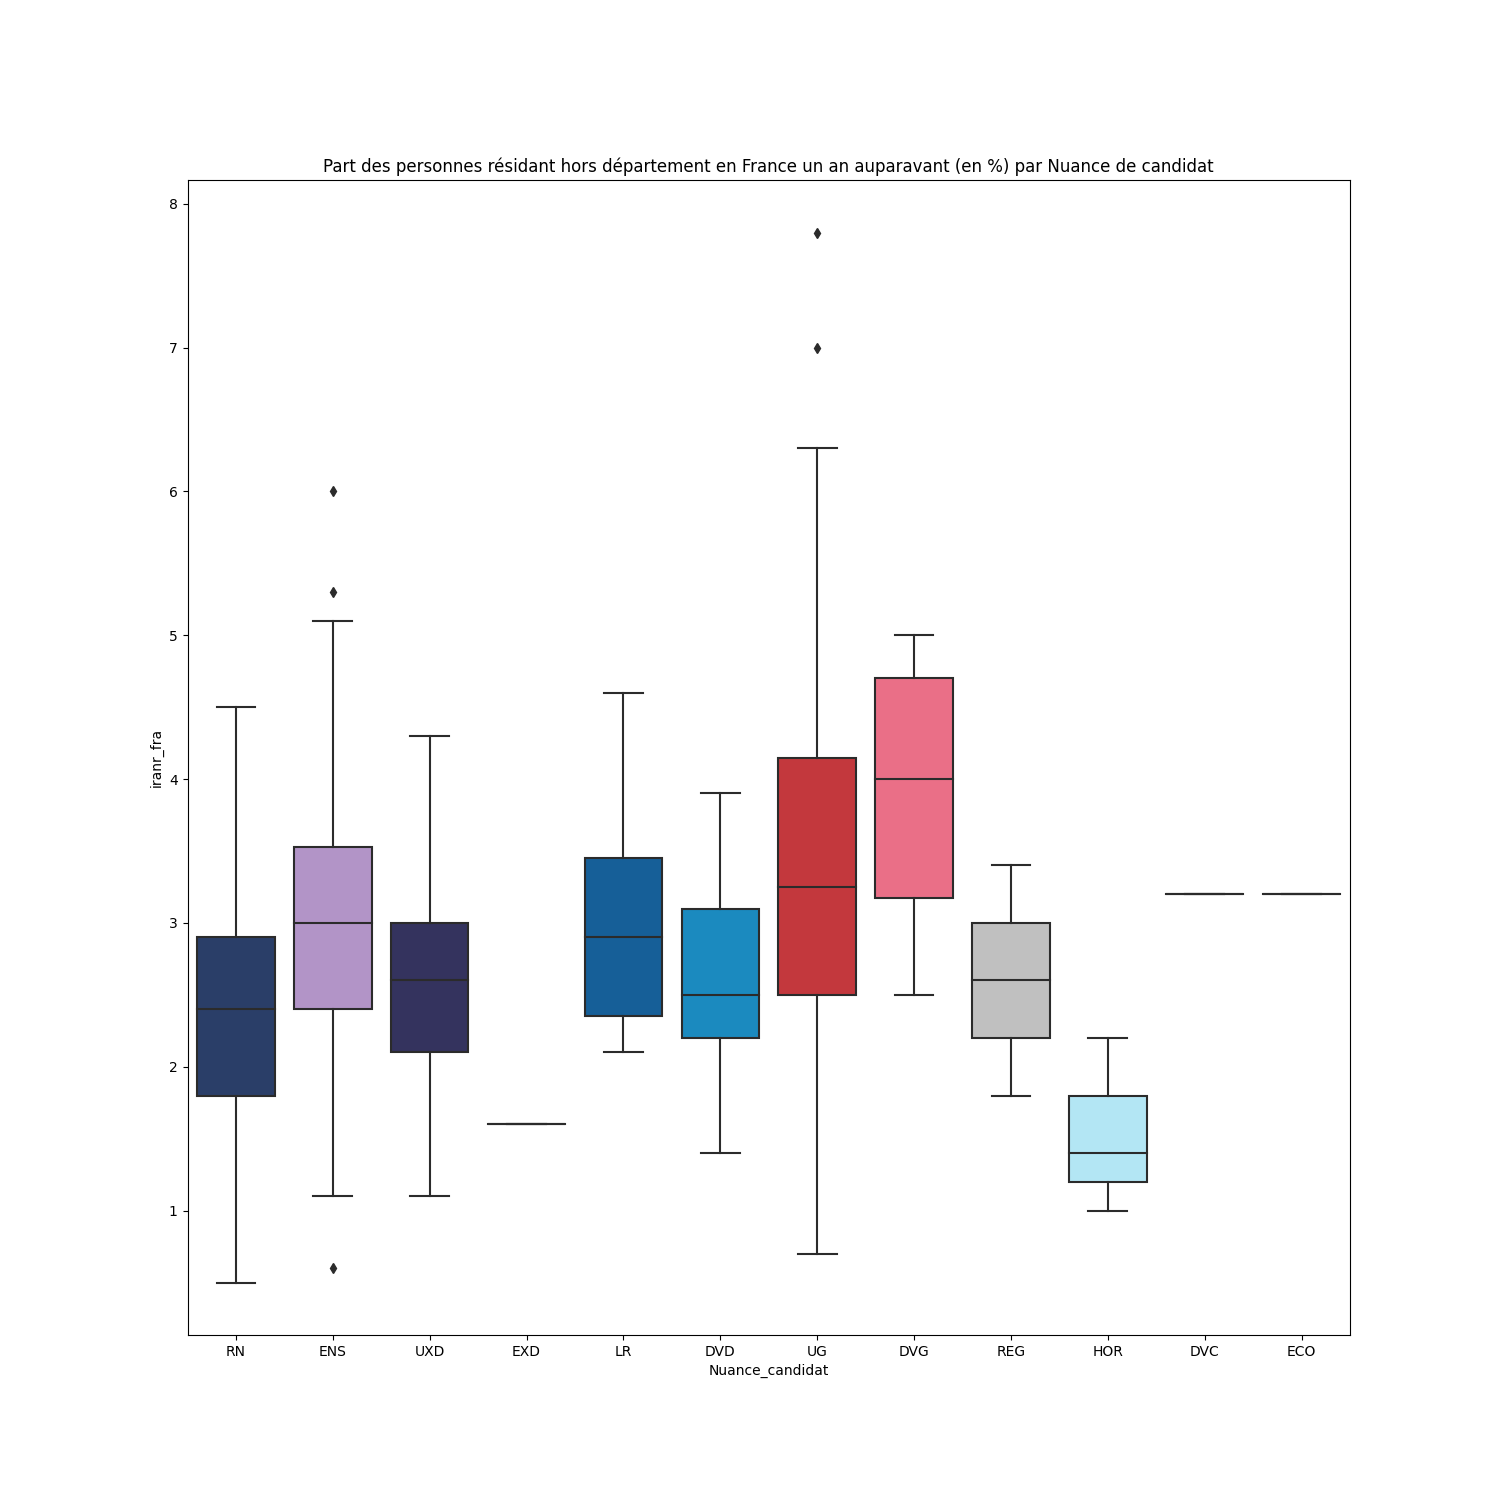 Part des personnes résidant hors département en France un an auparavant (en %) par Nuance de candidat
8
7
6
5
4
3
2
1
iranr_fra
RN ENS UXD EXD LR DVD UG DVG REG HOR DVC ECO
Nuance_candidat